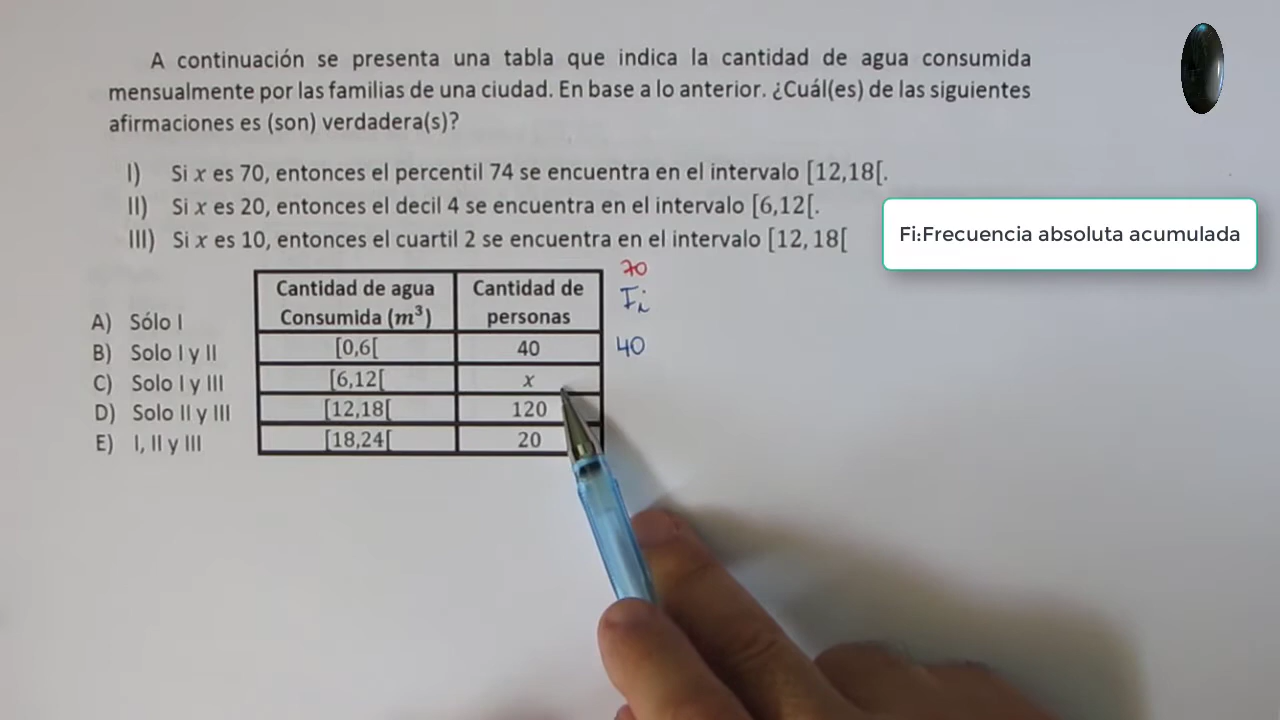 A continuación se presenta una tabla que indica la cantidad de agua consumida
mensualmente por las familias de una ciudad. En base a lo anterior. ¿Cuál(es) de las siguientes
afirmaciones es (son) verdadera(s)?
I) Si x es 70, entonces el percentil 74 se encuentra en el intervalo [12,18[.
II) Si x es 20, entonces el decil 4 se encuentra en el intervalo [6,12[.
III) Si x es 10, entonces el cuartil 2 se encuentra en el intervalo [12, 18[
Fi:Frecuencia absoluta acumulada
70
Cantidad de agua Cantidad de Fi
Consumida (m³) personas
A) Sólo I
B) Solo I y II
C) Solo I y III
D) Solo II y III
E) I, II y III
[0,6[ 40 40
[6,12[ x
[12,18[ 120
[18,24[ 20